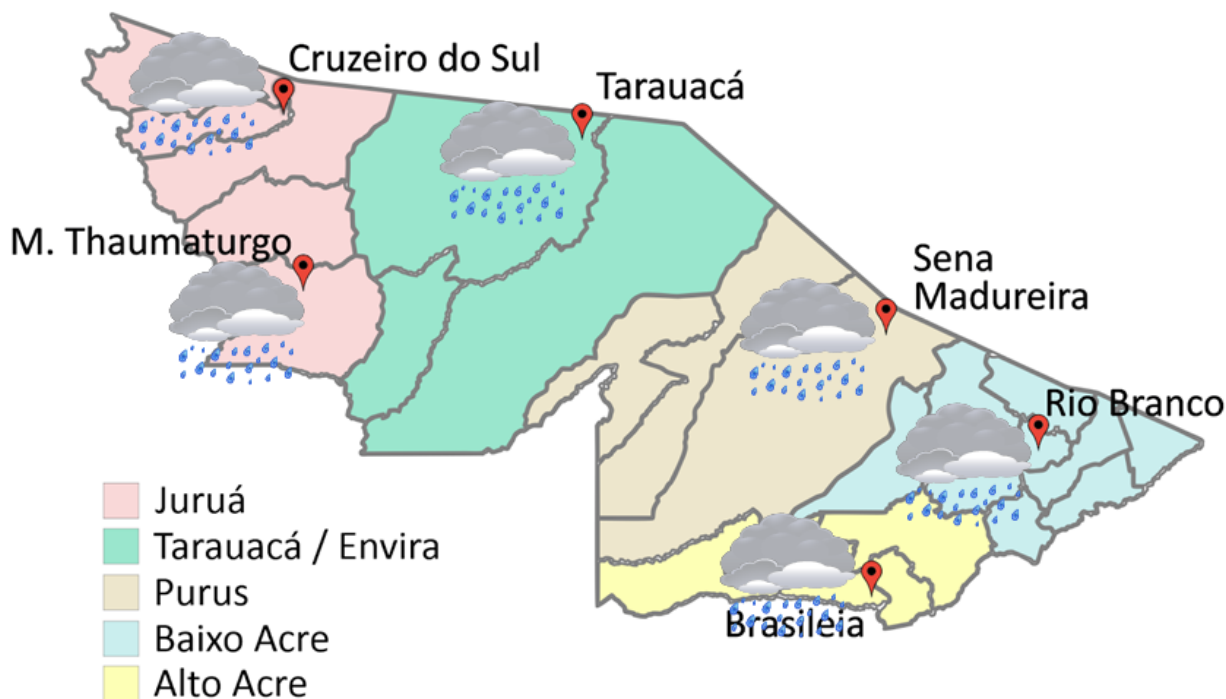 Cruzeiro do Sul
Tarauacá
M. Thaumaturgo
Sena
Madureira
Rio Branco
Brasileia
Juruá
Tarauacá / Envira
Purus
Baixo Acre
Alto Acre